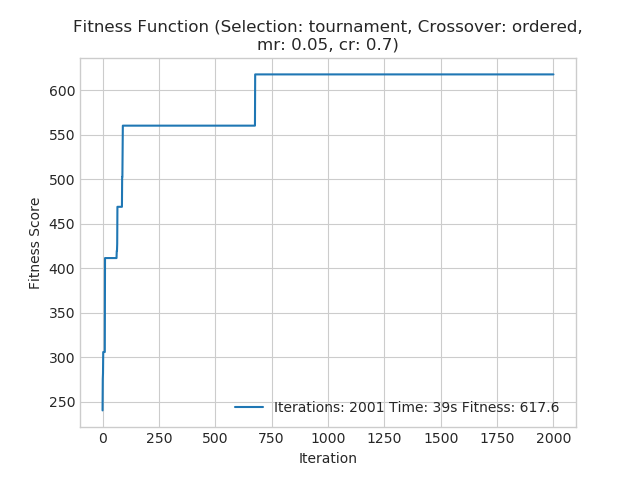 Fitness Function (Selection: tournament, Crossover: ordered,
mr: 0.05, cr: 0.7)
600
550
500
450
400
350
300
250
Fitness Score
Iterations: 2001 Time: 39s Fitness: 617.6
0 250 500 750 1000 1250 1500 1750 2000
Iteration